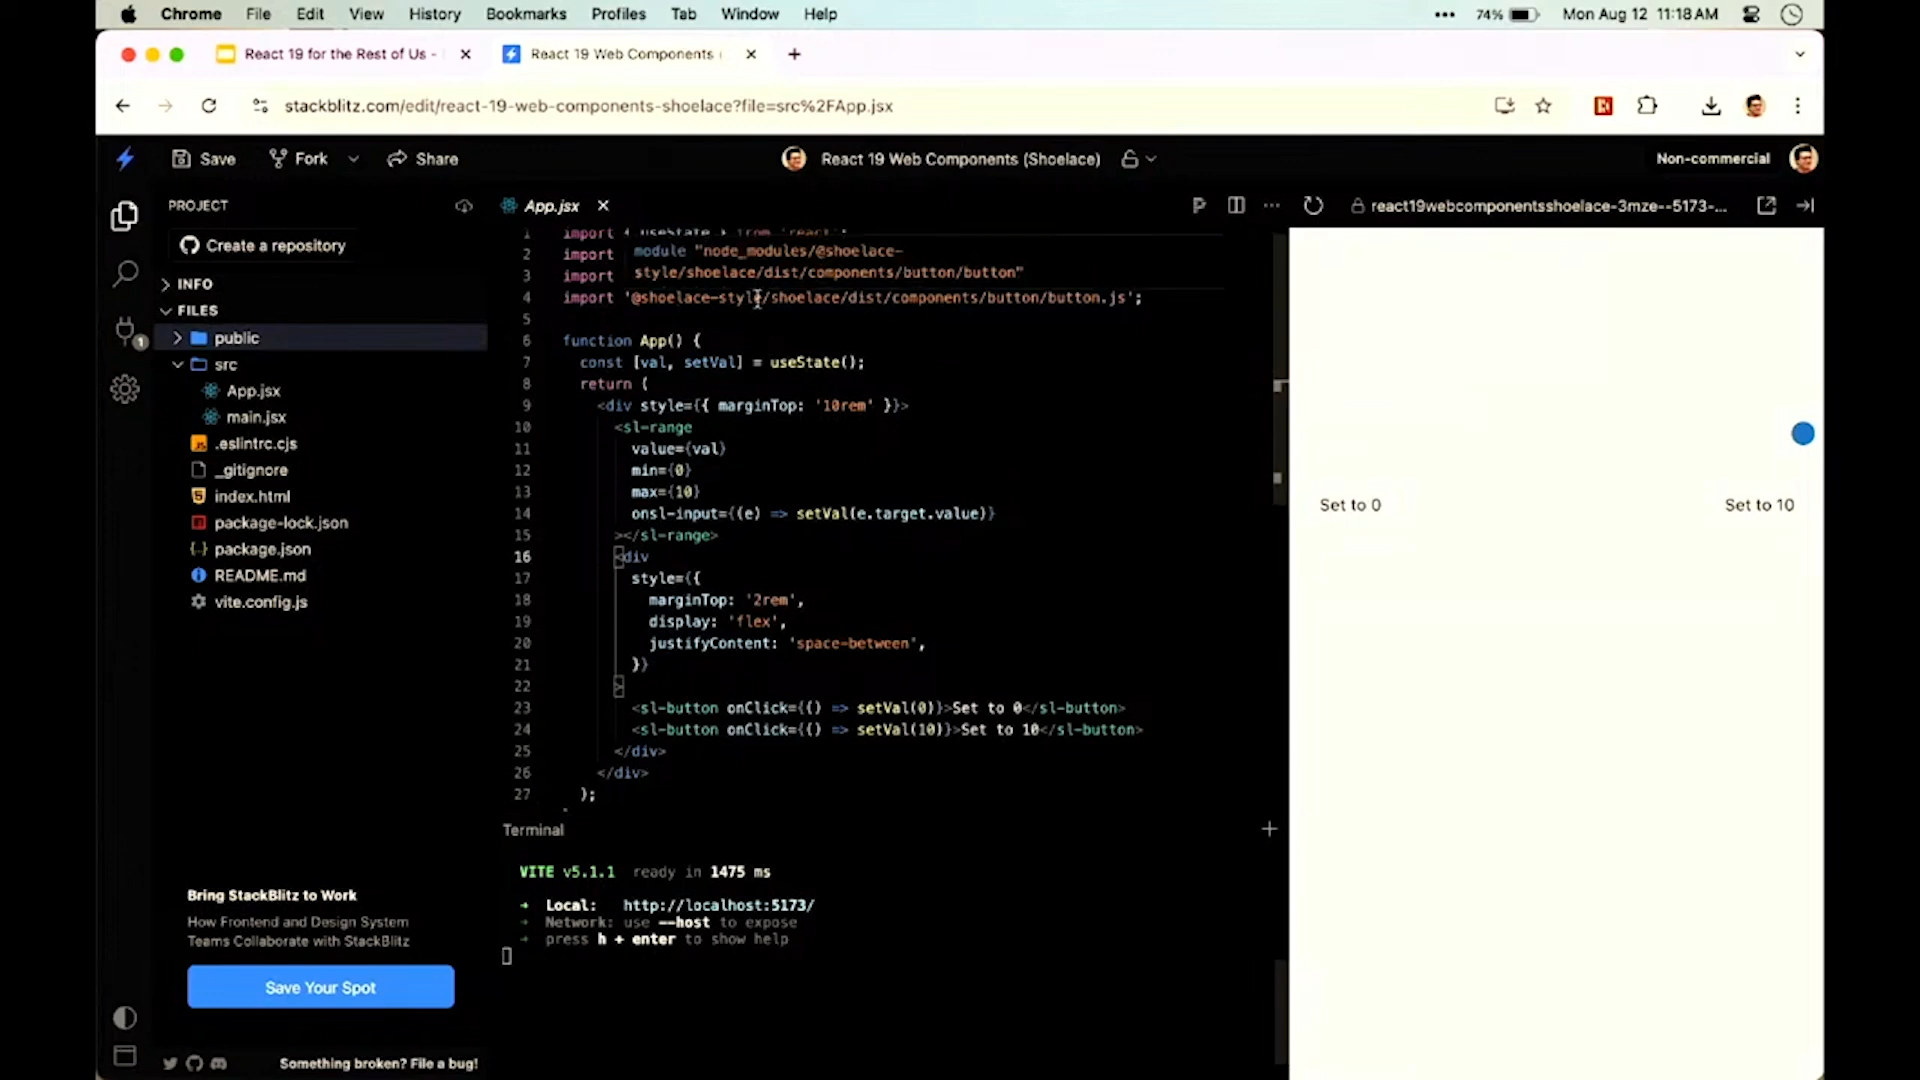 Chrome File Edit View History Bookmarks Profiles Tab Window Help
74% Mon Aug 12 11:18 AM
React 19 for the Rest of Us -
React 19 Web Components
stackblitz.com/edit/react-19-web-components-shoelace?file=src%2FApp.jsx
Save Fork Share
React 19 Web Components (Shoelace)
Non-commercial
PROJECT
Create a repository
INFO
FILES
public
src
App.jsx
main.jsx
.eslintrc.cjs
_gitignore
index.html
package-lock.json
package.json
README.md
vite.config.js
1
Bring StackBlitz to Work
How Frontend and Design System
Teams Collaborate with StackBlitz
Save Your Spot
Something broken? File a bug!
App.jsx
1 import { useState } from 'react';
2 import
module "node_modules/@shoelace-
style/shoelace/dist/components/button/button"
3 import
4 import '@shoelace-style/shoelace/dist/components/button/button.js';
5
6 function App() {
7 const [val, setVal] = useState();
8 return (
9 <div style={{ marginTop: '10rem' }}>
10 <sl-range
11 value={val}
12 min={0}
13 max={10}
14 onsl-input={(e) => setVal(e.target.value)}
15 ></sl-range>
16 <div
17 style={{
18 marginTop: '2rem',
19 display: 'flex',
20 justifyContent: 'space-between',
21 }}
22 >
23 <sl-button onClick={() => setVal(0)}>Set to 0</sl-button>
24 <sl-button onClick={() => setVal(10)}>Set to 10</sl-button>
25 </div>
26 </div>
27 );
Terminal
VITE v5.1.1 ready in 1475 ms
➜ Local: http://localhost:5173/
➜ Network: use --host to expose
➜ press h + enter to show help
react19webcomponentsshoelace-3mze--5173-...
Set to 0
Set to 10